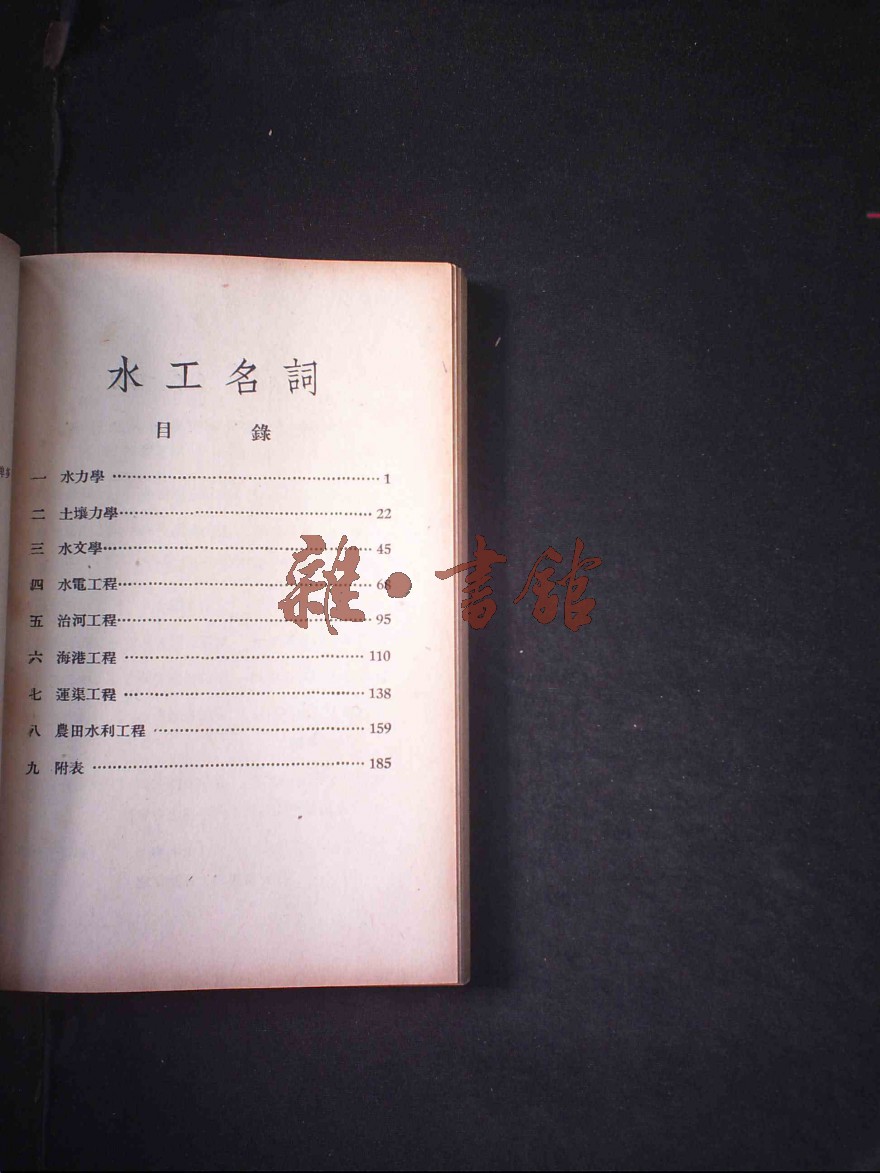 水工名詞
目錄
一 水力學 ………………………………… 1
二 土壤力學 ………………………………… 22
三 水文學 ………………………………… 45
四 水電工程 ………………………………… 68
五 治河工程 ………………………………… 95
六 海港工程 ………………………………… 110
七 運渠工程 ………………………………… 138
八 農田水利工程 ………………………………… 159
九 附表 ………………………………… 185
雜·書館